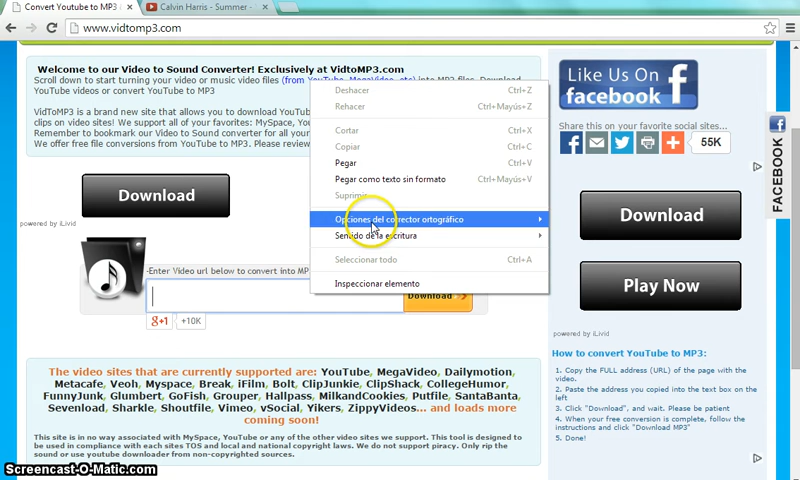 Convert Youtube to MP3 i
Calvin Harris - Summer -
www.vidtomp3.com
Welcome to our Video to Sound Converter! Exclusively at VidtoMP3.com
Scroll down to start turning your video or music video files (from YouTube, MegaVideo, etc) into MP3 files. Download
YouTube videos or convert YouTube to MP3
VidToMP3 is a brand new site that allows you to download YouT
clips on video sites! We support all of your favorites: MySpace, Yo
Remember to bookmark our Video to Sound converter for all your
We offer free file conversions from YouTube to MP3. Please review
Deshacer Ctrl+Z
Rehacer Ctrl+Mayús+Z
Cortar Ctrl+X
Copiar Ctrl+C
Pegar Ctrl+V
Pegar como texto sin formato Ctrl+Mayús+V
Suprimir
Opciones del corrector ortográfico
Sentido de la escritura
Seleccionar todo Ctrl+A
Inspeccionar elemento
Download
powered by iLivid
-Enter Video url below to convert into MP
Download
g+1 +10K
The video sites that are currently supported are: YouTube, MegaVideo, Dailymotion,
Metacafe, Veoh, Myspace, Break, iFilm, Bolt, ClipJunkie, ClipShack, CollegeHumor,
FunnyJunk, Glumbert, GoFish, Grouper, Hallpass, MilkandCookies, Putfile, SantaBanta,
Sevenload, Sharkle, Shoutfile, Vimeo, vSocial, Yikers, ZippyVideos... and loads more
coming soon!
This site is in no way associated with MySpace, YouTube or any of the other video sites we support. This tool is designed to
be used in compliance with each sites TOS and local and national copyright laws. We do not support piracy. Only rip the
sound or use youtube downloader from non-copyrighted sources.
Like Us On
facebook
Share this on your favorite social sites...
55K
FACEBOOK
Download
Play Now
powered by iLivid
How to convert YouTube to MP3:
1. Copy the FULL address (URL) of the page with the
video.
2. Paste the address you copied into the text box on the
left
3. Click "Download", and wait. Please be patient
4. When your free conversion is complete, follow the
instructions and click "Download MP3"
5. Done!
Screencast-O-Matic.com